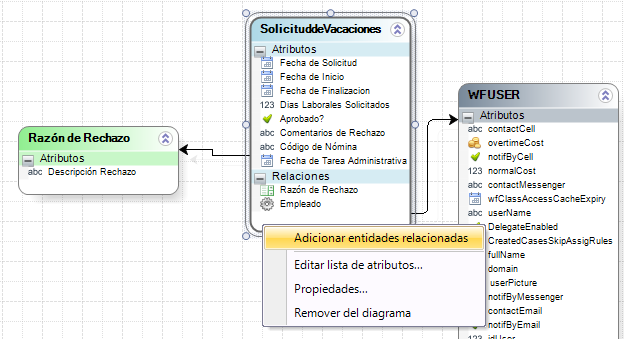 SolicituddeVacaciones
Atributos
Fecha de Solicitud
Fecha de Inicio
Fecha de Finalizacion
123 Días Laborales Solicitados
Aprobado?
abc Comentarios de Rechazo
abc Código de Nómina
Fecha de Tarea Administrativa
Relaciones
Razón de Rechazo
Empleado
Razón de Rechazo
Atributos
abc Descripción Rechazo
WFUSER
Atributos
abc contactCell
overtimeCost
notifByCell
123 normalCost
abc contactMessenger
wfClassAccessCacheExpiry
abc userName
DelegateEnabled
CreatedCasesSkipAssigRules
fullName
domain
userPicture
notifByMessenger
contactEmail
notifByEmail
idUser
Adicionar entidades relacionadas
Editar lista de atributos...
Propiedades...
Remover del diagrama